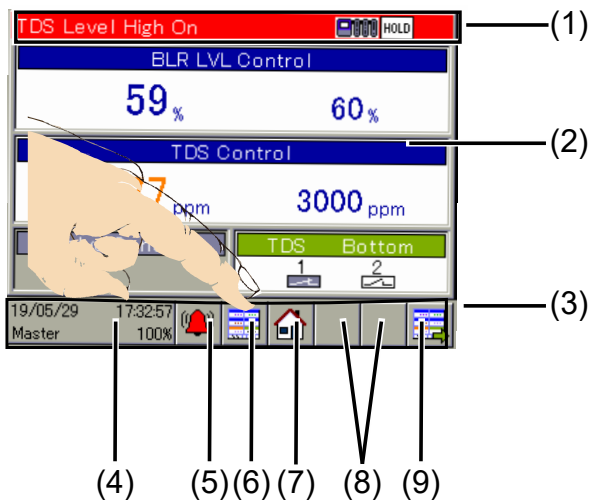 TDS Level High On HOLD (1)
BLR LVL Control
59 % 60 %
(2)
TDS Control
7 ppm 3000 ppm
TDS Bottom
1 2
(3)
19/05/29 17:32:57
Master 100%
(4) (5) (6) (7) (8) (9)